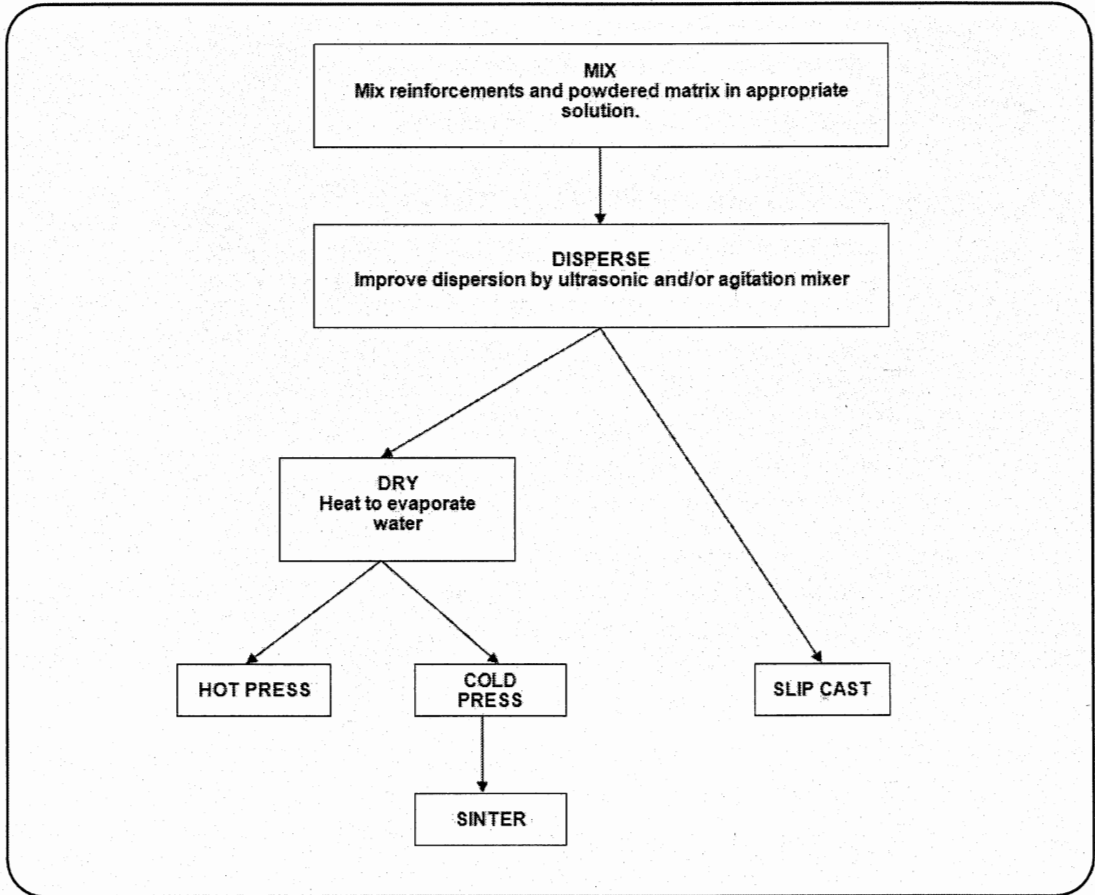 MIX
Mix reinforcements and powdered matrix in appropriate
solution.
DISPERSE
Improve dispersion by ultrasonic and/or agitation mixer
DRY
Heat to evaporate
water
HOT PRESS
COLD
PRESS
SLIP CAST
SINTER